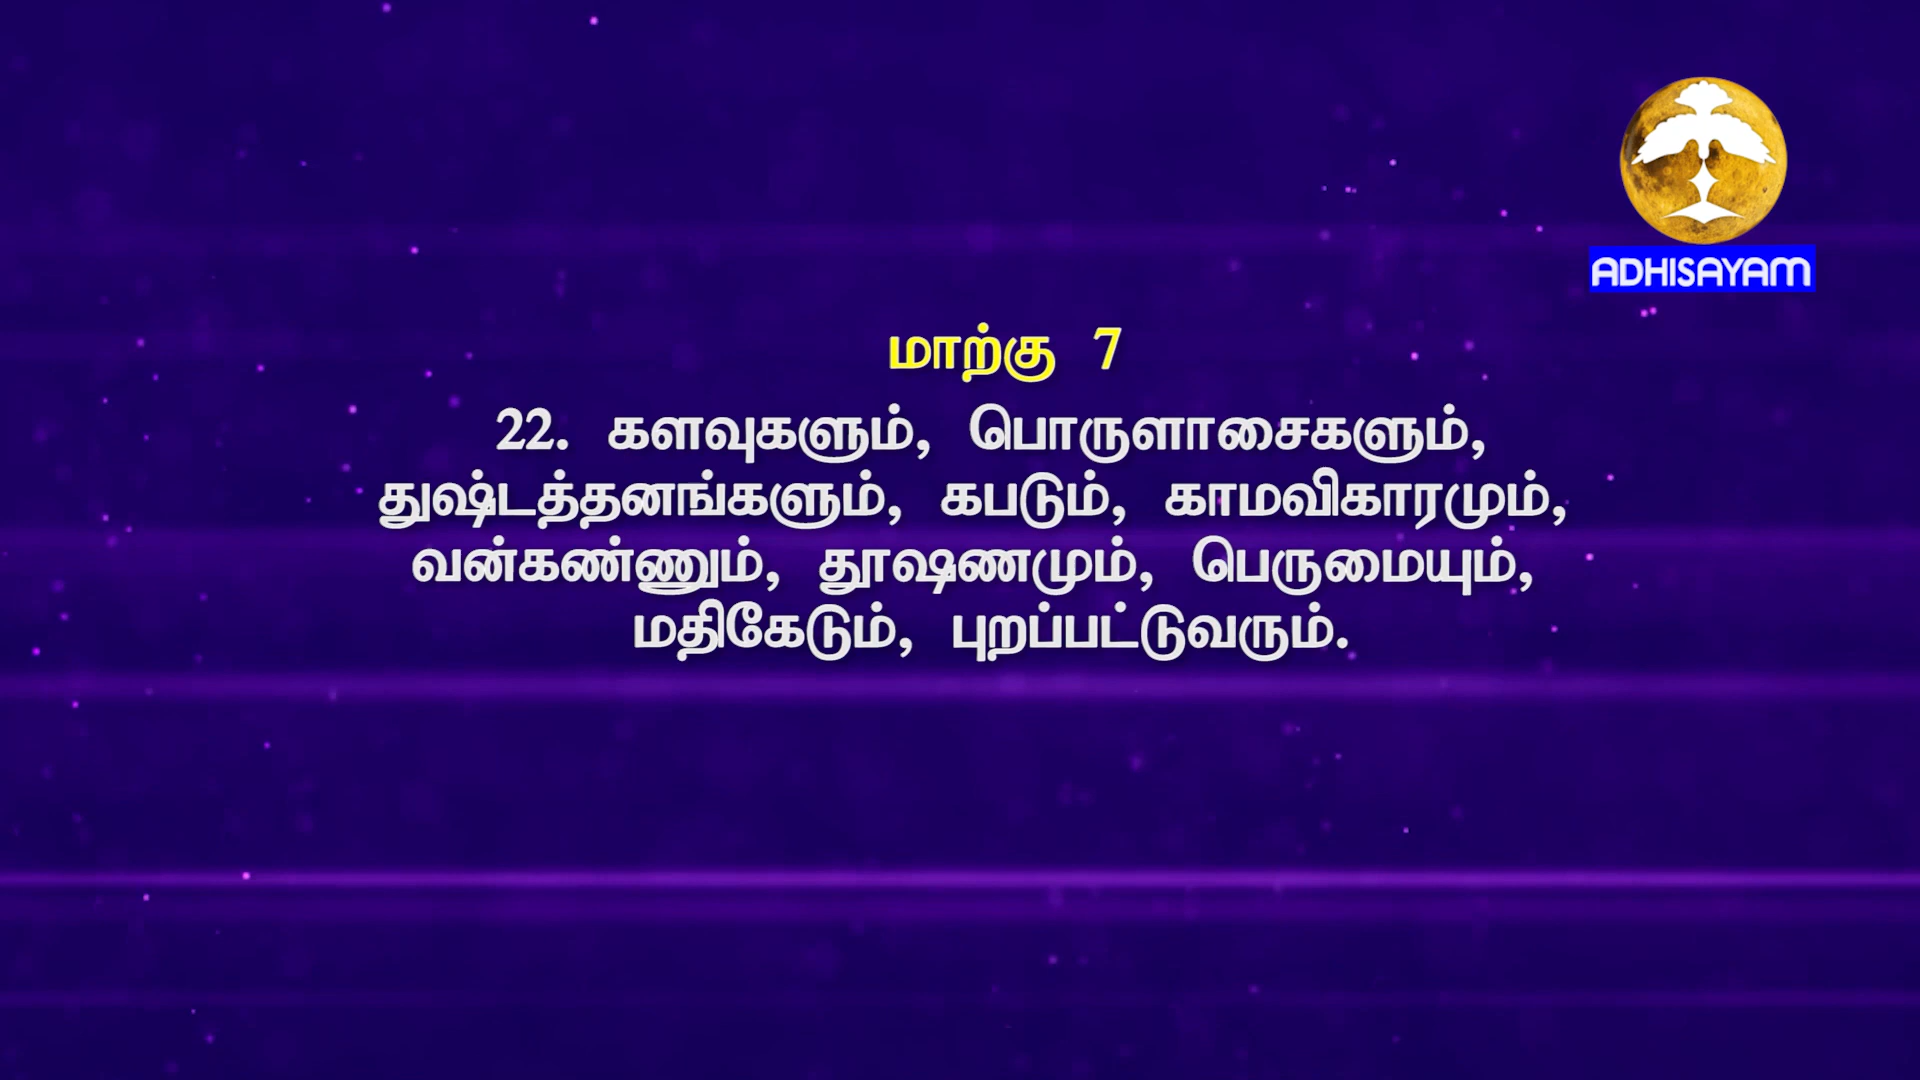 ADHISAYAM
மாற்கு 7
22. களவுகளும், பொருளாசைகளும்,
துஷ்டத்தனங்களும், கபடும், காமவிகாரமும்,
வன்கண்ணும், தூஷணமும், பெருமையும்,
மதிகேடும், புறப்பட்டுவரும்.